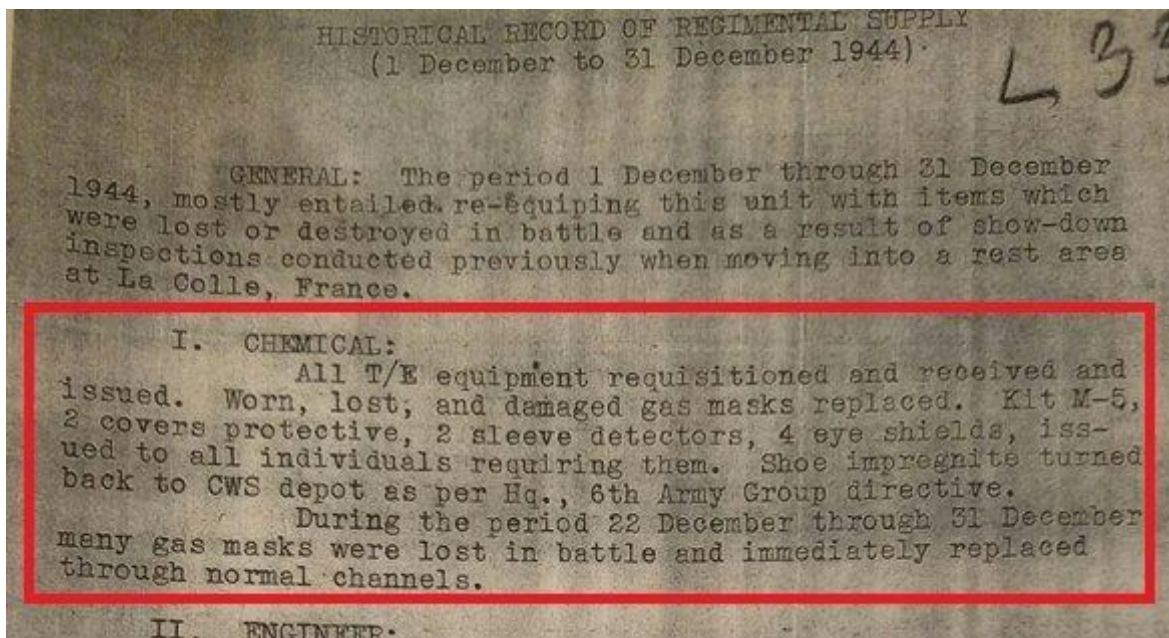 HISTORICAL RECORD OF REGIMENTAL SUPPLY
(1 December to 31 December 1944)
L 33
GENERAL: The period 1 December through 31 December
1944, mostly entailed re-equiping this unit with items which
were lost or destroyed in battle and as a result of show-down
inspections conducted previously when moving into a rest area
at La Colle, France.
I. CHEMICAL:
All T/E equipment requisitioned and received and
issued. Worn, lost, and damaged gas masks replaced. Kit M-5,
2 covers protective, 2 sleeve detectors, 4 eye shields, iss-
ued to all individuals requiring them. Shoe impregnite turned
back to CWS depot as per Hq., 6th Army Group directive.
During the period 22 December through 31 December
many gas masks were lost in battle and immediately replaced
through normal channels.
II. ENGINEER: